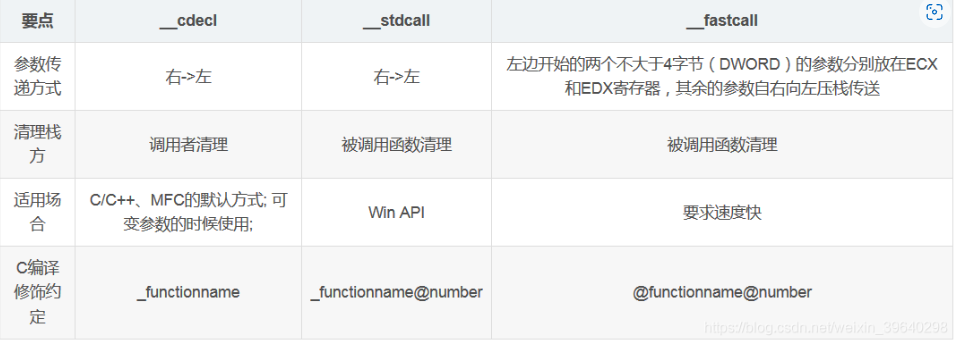 要点 __cdecl __stdcall __fastcall
参数传
递方式
右->左
右->左
左边开始的两个不大于4字节（DWORD）的参数分别放在ECX
和EDX寄存器，其余的参数自右向左压栈传送
清理栈
方
调用者清理
被调用函数清理
被调用函数清理
适用场
合
C/C++、MFC的默认方式; 可
变参数的时候使用;
Win API
要求速度快
C编译
修饰约
定
_functionname
_functionname@number
@functionname@number
https://blog.csdn.net/weixin_39640298